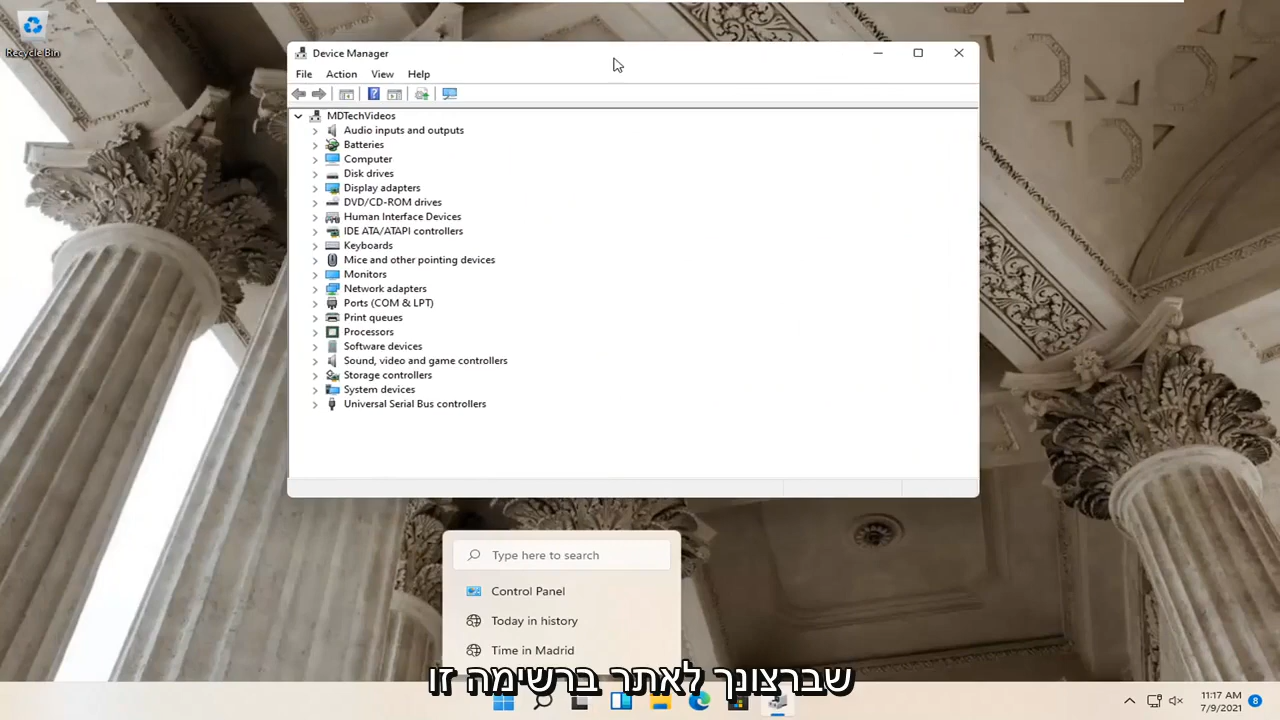 Recycle Bin
Device Manager
File Action View Help
MDTechVideos
Audio inputs and outputs
Batteries
Computer
Disk drives
Display adapters
DVD/CD-ROM drives
Human Interface Devices
IDE ATA/ATAPI controllers
Keyboards
Mice and other pointing devices
Monitors
Network adapters
Ports (COM & LPT)
Print queues
Processors
Software devices
Sound, video and game controllers
Storage controllers
System devices
Universal Serial Bus controllers
Type here to search
Control Panel
Today in history
Time in Madrid
שברצונך לאתר ברשימה זו
11:17 AM
7/9/2021
8